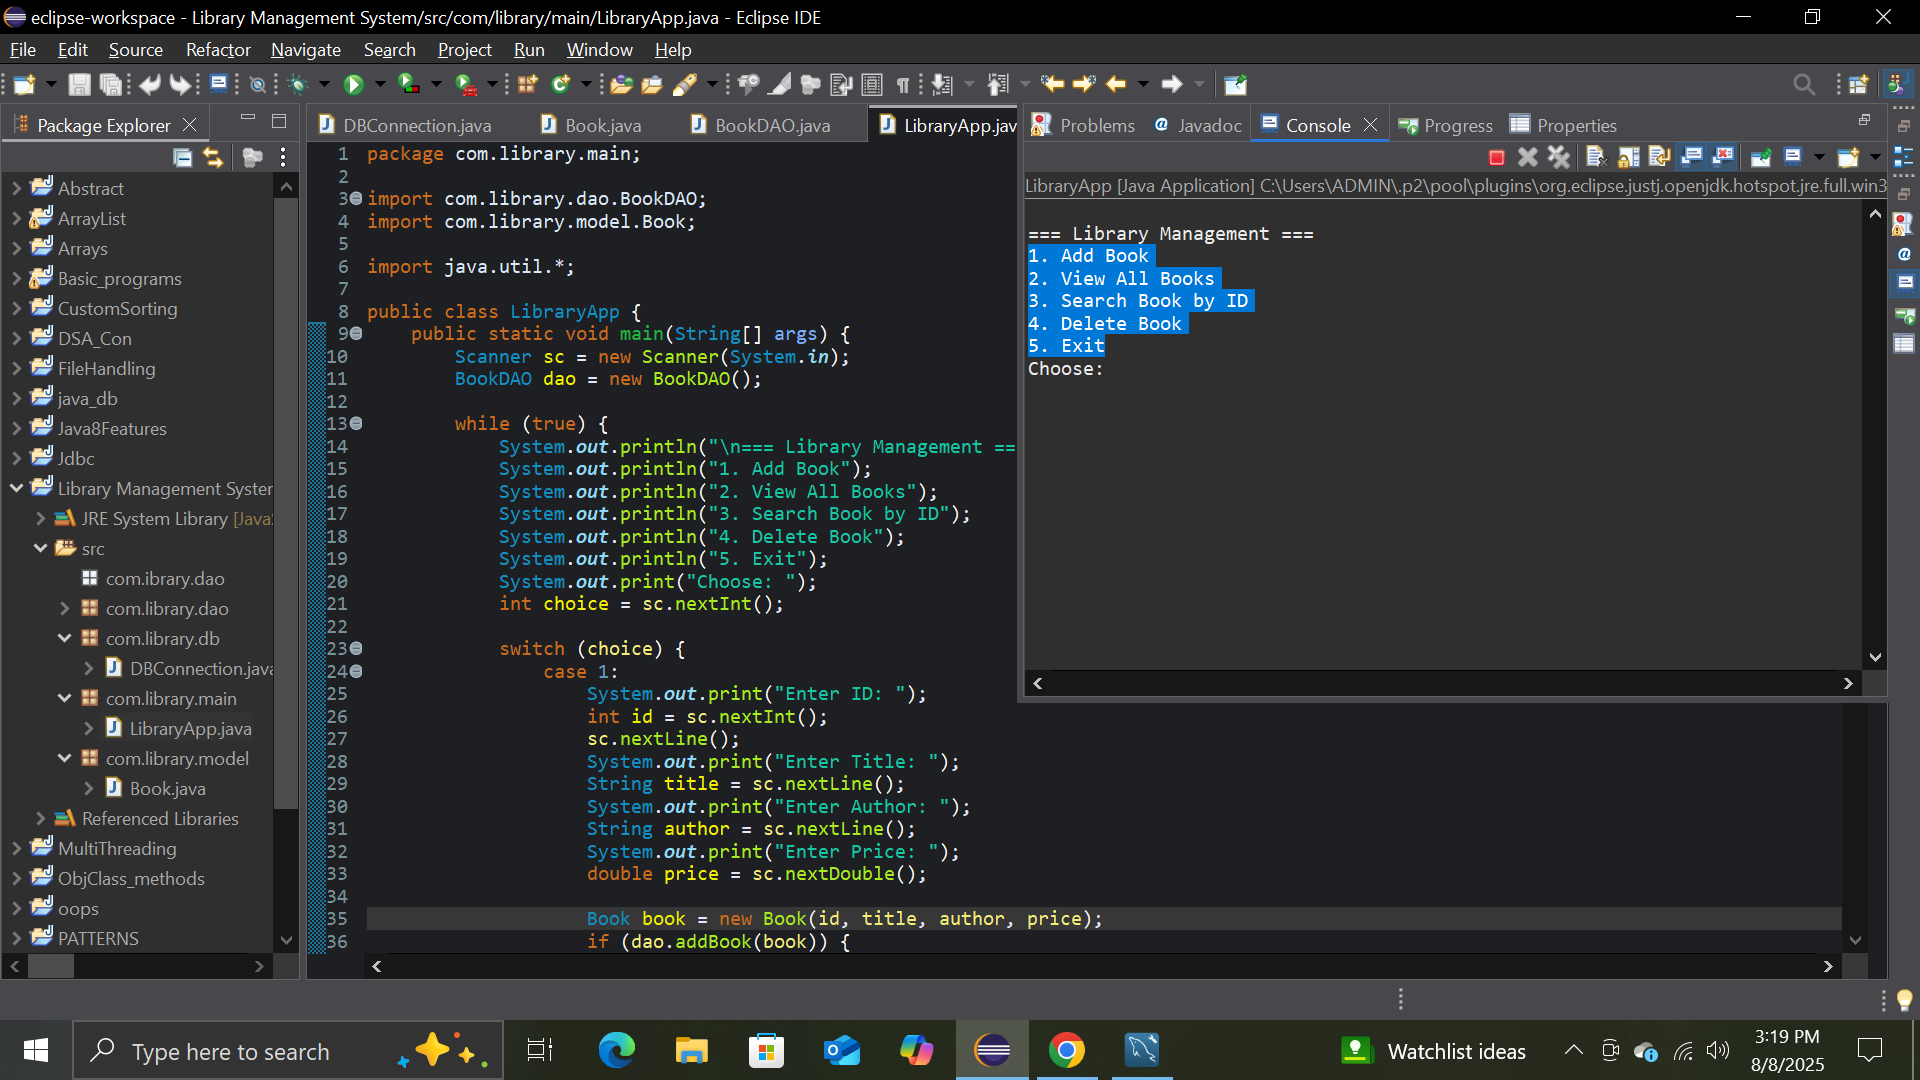 eclipse-workspace - Library Management System/src/com/library/main/LibraryApp.java - Eclipse IDE
File Edit Source Refactor Navigate Search Project Run Window Help
Package Explorer
Abstract
ArrayList
Arrays
Basic_programs
CustomSorting
DSA_Con
FileHandling
java_db
Java8Features
Jdbc
Library Management System
JRE System Library [Java
src
com.ibrary.dao
com.library.dao
com.library.db
DBConnection.java
com.library.main
LibraryApp.java
com.library.model
Book.java
Referenced Libraries
MultiThreading
ObjClass_methods
oops
PATTERNS
DBConnection.java Book.java BookDAO.java LibraryApp.jav
1 package com.library.main;
2
3 import com.library.dao.BookDAO;
4 import com.library.model.Book;
5
6 import java.util.*;
7
8 public class LibraryApp {
9 public static void main(String[] args) {
10 Scanner sc = new Scanner(System.in);
11 BookDAO dao = new BookDAO();
12
13 while (true) {
14 System.out.println("\n=== Library Management ==
15 System.out.println("1. Add Book");
16 System.out.println("2. View All Books");
17 System.out.println("3. Search Book by ID");
18 System.out.println("4. Delete Book");
19 System.out.println("5. Exit");
20 System.out.print("Choose: ");
21 int choice = sc.nextInt();
22
23 switch (choice) {
24 case 1:
25 System.out.print("Enter ID: ");
26 int id = sc.nextInt();
27 sc.nextLine();
28 System.out.print("Enter Title: ");
29 String title = sc.nextLine();
30 System.out.print("Enter Author: ");
31 String author = sc.nextLine();
32 System.out.print("Enter Price: ");
33 double price = sc.nextDouble();
34
35 Book book = new Book(id, title, author, price);
36 if (dao.addBook(book)) {
Problems Javadoc Console Progress Properties
LibraryApp [Java Application] C:\Users\ADMIN\.p2\pool\plugins\org.eclipse.justj.openjdk.hotspot.jre.full.win3
=== Library Management ===
1. Add Book
2. View All Books
3. Search Book by ID
4. Delete Book
5. Exit
Choose:
Type here to search
Watchlist ideas
3:19 PM
8/8/2025